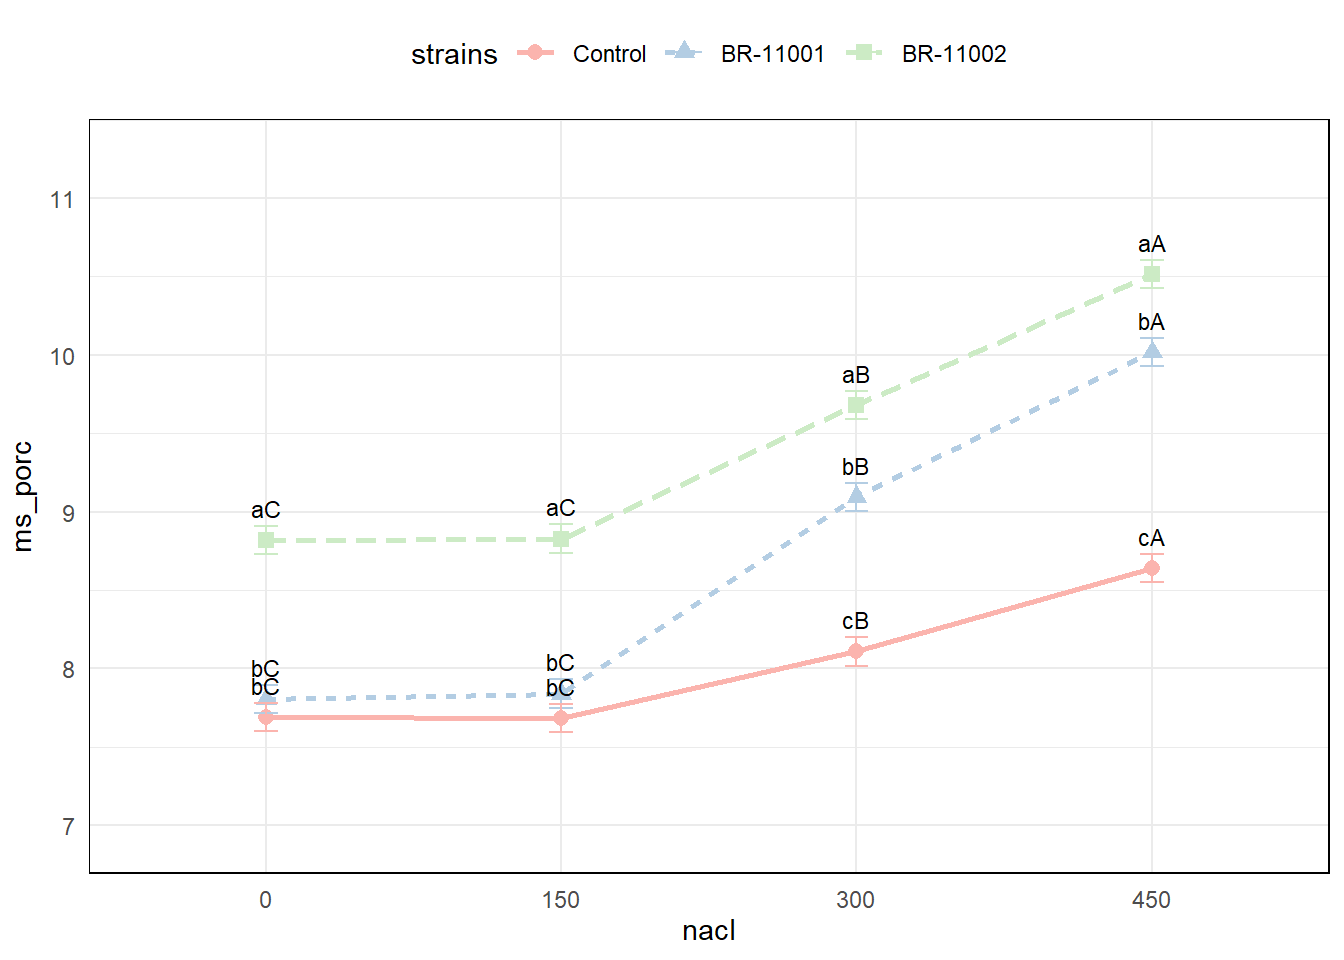 strains Control BR-11001 BR-11002
11
aA
bA
10
aB
bB
ms_porc
9
aC
aC
cA
cB
8
bC
bC
bC
bC
7
0 150 300 450
nacl